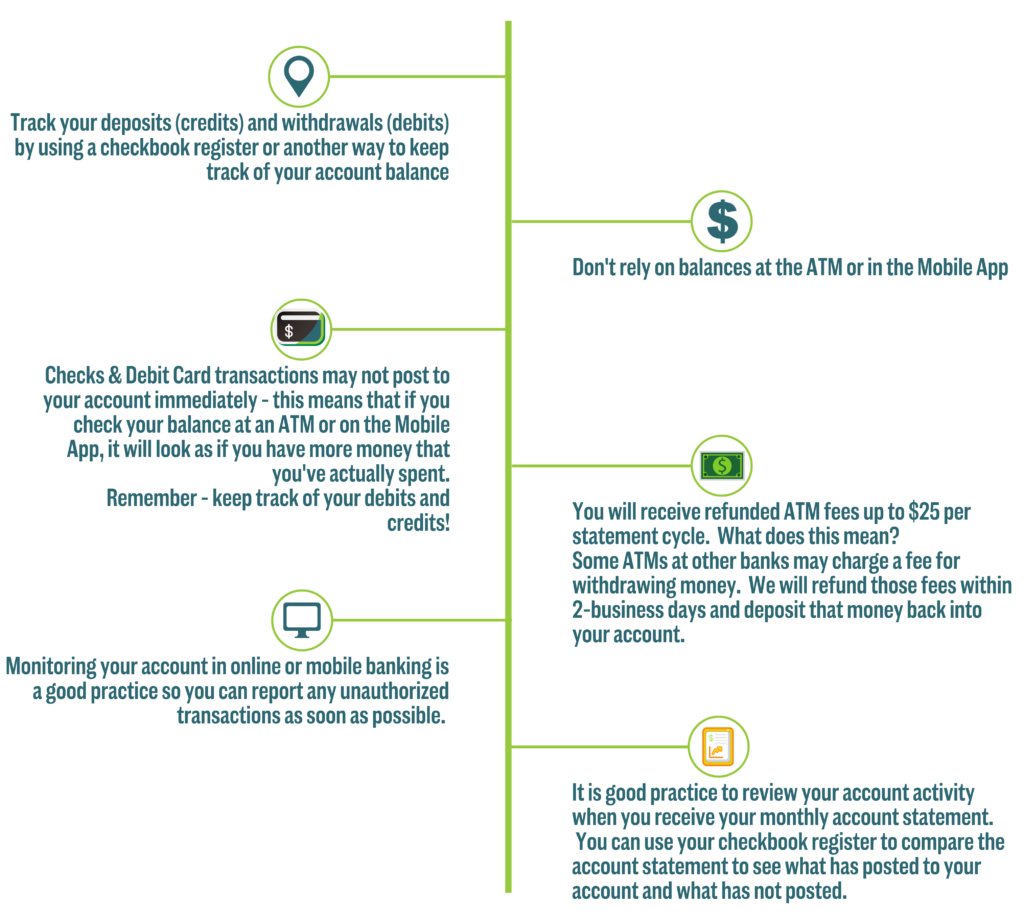 Track your deposits (credits) and withdrawals (debits)
by using a checkbook register or another way to keep
track of your account balance
$
Don't rely on balances at the ATM or in the Mobile App
$
Checks & Debit Card transactions may not post to
your account immediately - this means that if you
check your balance at an ATM or on the Mobile
App, it will look as if you have more money that
you've actually spent.
Remember - keep track of your debits and
credits!
$
You will receive refunded ATM fees up to $25 per
statement cycle.  What does this mean?
Some ATMs at other banks may charge a fee for
withdrawing money.  We will refund those fees within
2-business days and deposit that money back into
your account.
Monitoring your account in online or mobile banking is
a good practice so you can report any unauthorized
transactions as soon as possible.
$
It is good practice to review your account activity
when you receive your monthly account statement.
You can use your checkbook register to compare the
account statement to see what has posted to your
account and what has not posted.